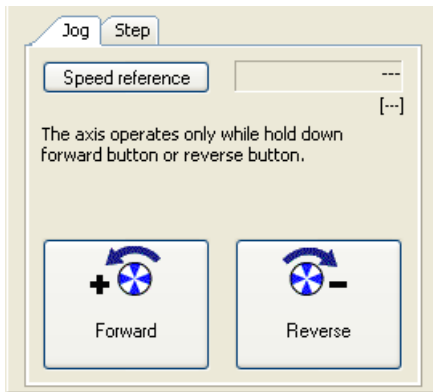 Jog Step
Speed reference ---
[---]
The axis operates only while hold down
forward button or reverse button.
+ -
Forward Reverse